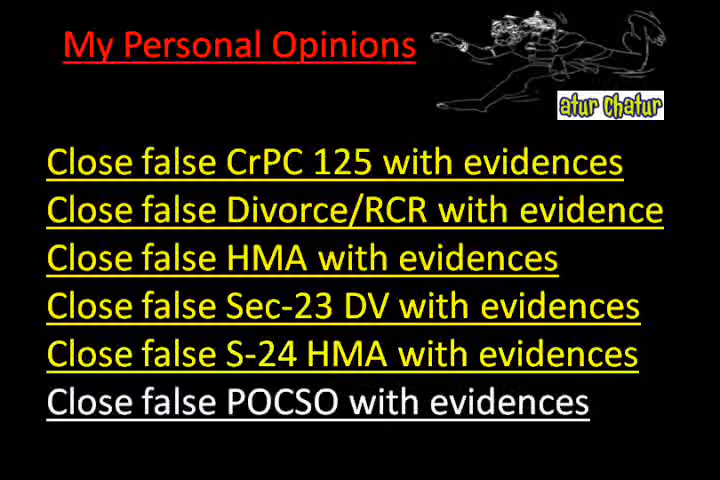 My Personal Opinions
atur Chatur
Close false CrPC 125 with evidences
Close false Divorce/RCR with evidence
Close false HMA with evidences
Close false Sec-23 DV with evidences
Close false S-24 HMA with evidences
Close false POCSO with evidences